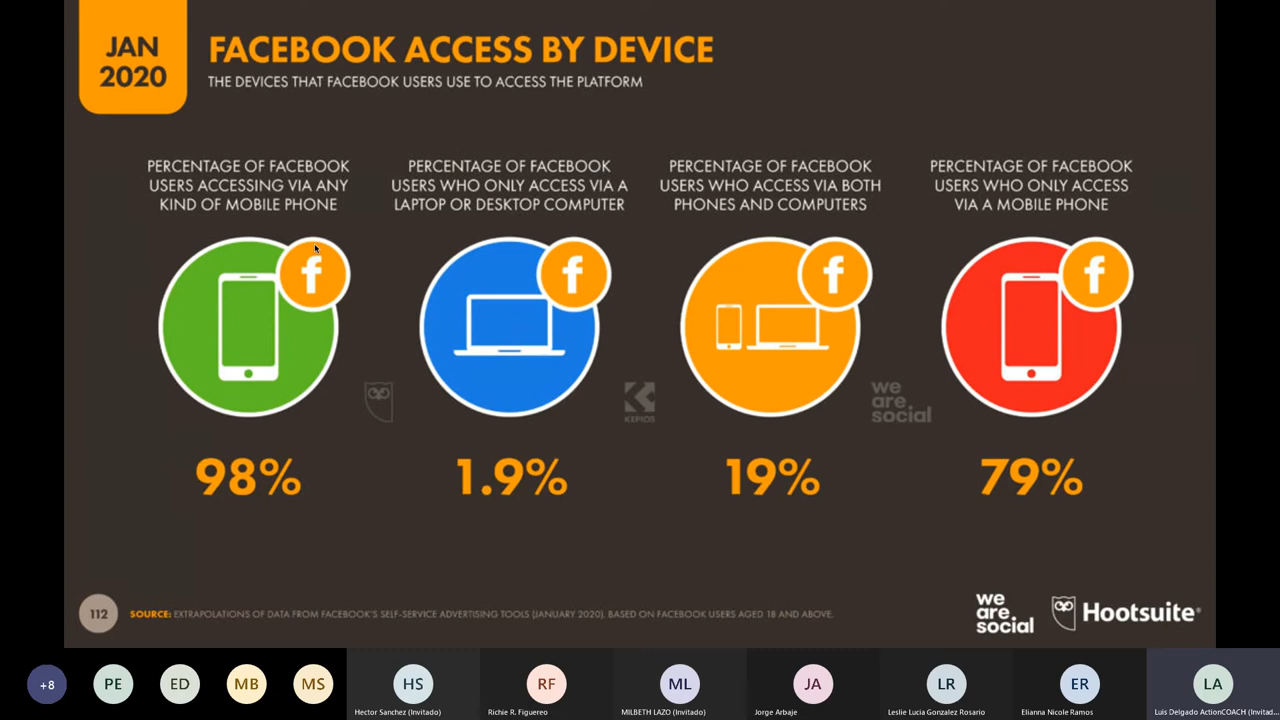 JAN
2020
FACEBOOK ACCESS BY DEVICE
THE DEVICES THAT FACEBOOK USERS USE TO ACCESS THE PLATFORM
PERCENTAGE OF FACEBOOK
USERS ACCESSING VIA ANY
KIND OF MOBILE PHONE
PERCENTAGE OF FACEBOOK
USERS WHO ONLY ACCESS VIA A
LAPTOP OR DESKTOP COMPUTER
PERCENTAGE OF FACEBOOK
USERS WHO ACCESS VIA BOTH
PHONES AND COMPUTERS
PERCENTAGE OF FACEBOOK
USERS WHO ONLY ACCESS
VIA A MOBILE PHONE
f
f
f
f
KEPIOS
we
are
social
98%
1.9%
19%
79%
112
SOURCE: EXTRAPOLATIONS OF DATA FROM FACEBOOK'S SELF-SERVICE ADVERTISING TOOLS (JANUARY 2020). BASED ON FACEBOOK USERS AGED 18 AND ABOVE.
we
are
social
Hootsuite®
+8
PE
ED
MB
MS
HS
Hector Sanchez (Invitado)
RF
Richie R. Figuereo
ML
MILBETH LAZO (Invitado)
JA
Jorge Arbaje
LR
Leslie Lucia Gonzalez Rosario
ER
Elianna Nicole Ramos
LA
Luis Delgado ActionCOACH (Invitad...